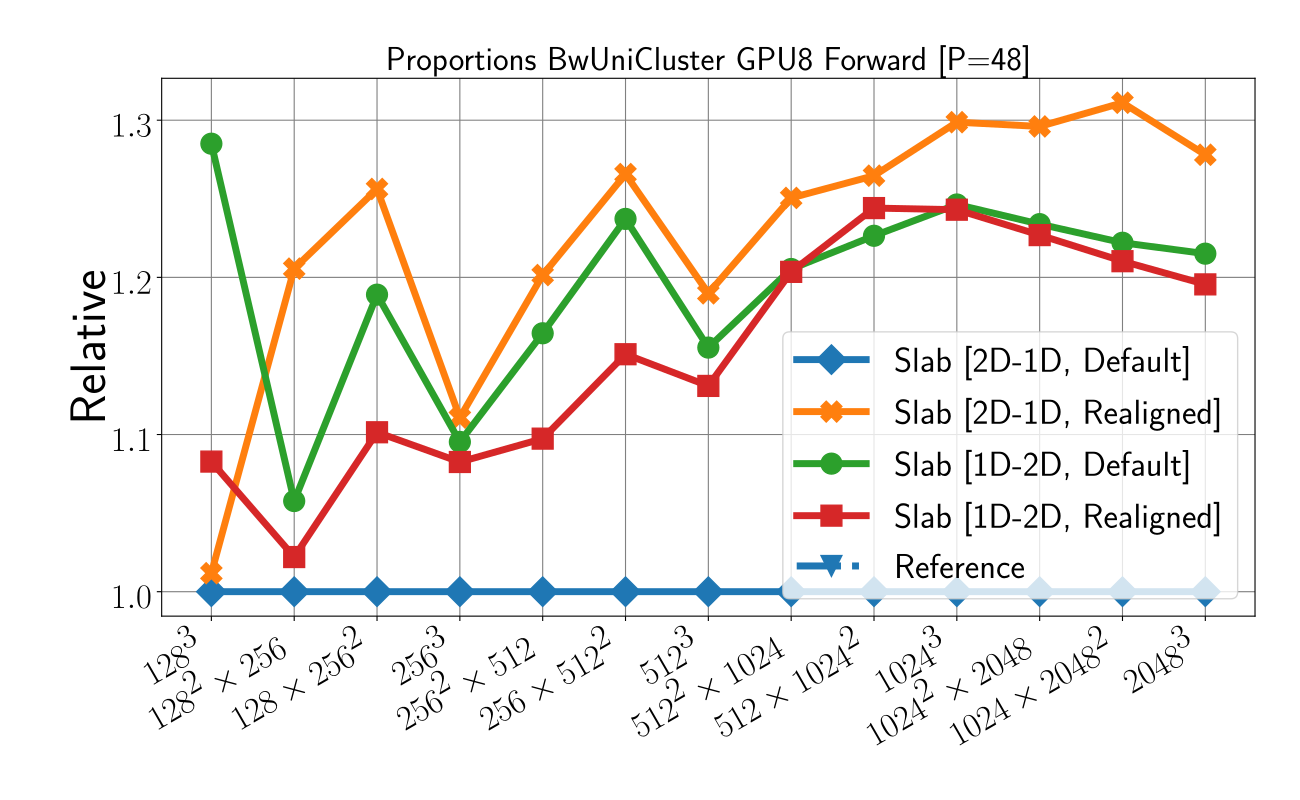 Proportions BwUniCluster GPU8 Forward [P=48]
Relative
1.3
1.2
1.1
1.0
Slab [2D-1D, Default]
Slab [2D-1D, Realigned]
Slab [1D-2D, Default]
Slab [1D-2D, Realigned]
Reference
128³
128² × 256
128 × 256²
256³
256² × 512
256 × 512²
512³
512² × 1024
512 × 1024²
1024³
1024² × 2048
1024 × 2048²
2048³